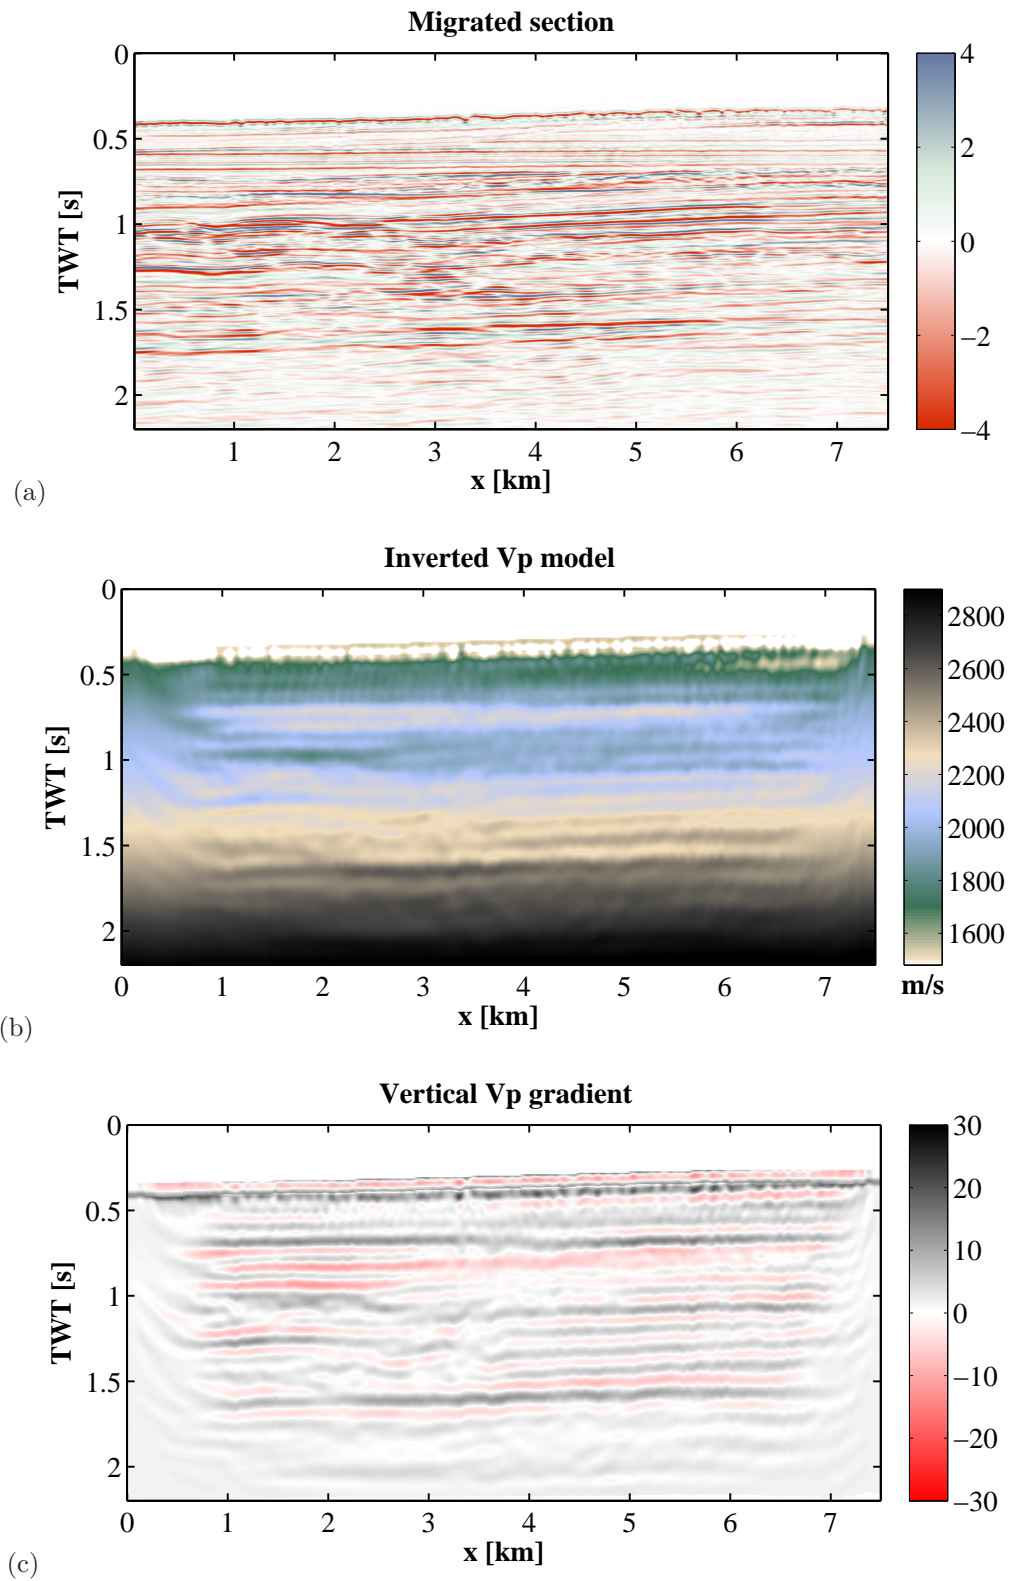 Migrated section
0
0.5
1
1.5
2
TWT [s]
1 2 3 4 5 6 7
x [km]
4
2
0
−2
−4
(a)
Inverted Vp model
0
0.5
1
1.5
2
TWT [s]
0 1 2 3 4 5 6 7
x [km]
2800
2600
2400
2200
2000
1800
1600
m/s
(b)
Vertical Vp gradient
0
0.5
1
1.5
2
TWT [s]
0 1 2 3 4 5 6 7
x [km]
30
20
10
0
−10
−20
−30
(c)